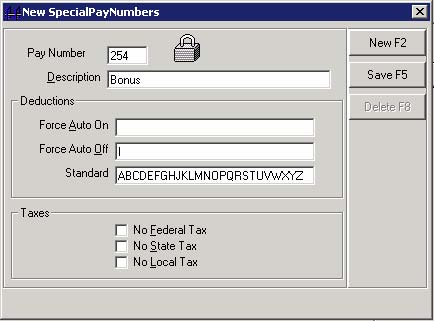 New SpecialPayNumbers
Pay Number 254
New F2
Description Bonus
Save F5
Deductions
Delete F8
Force Auto On
Force Auto Off
Standard ABCDEFGHJKLMNOPQRSTUVWXYZ
Taxes
No Federal Tax
No State Tax
No Local Tax